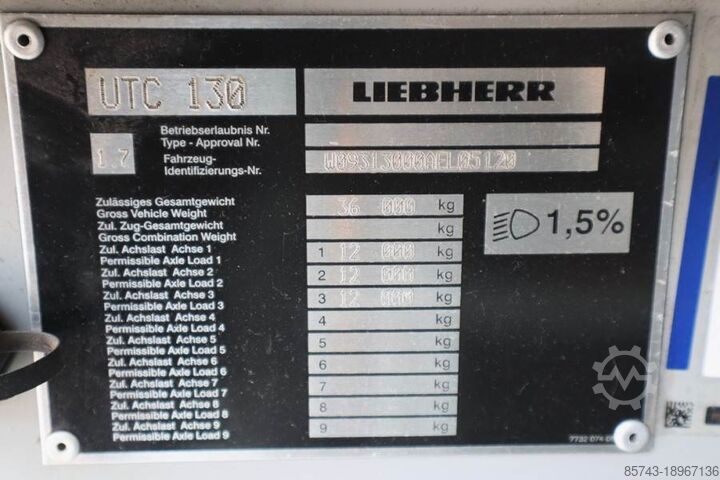 UTC 130
LIEBHERR
Betriebserlaubnis Nr.
Type - Approval Nr.
1.7
Fahrzeug-
Identifizierungs-Nr.
W09313000AEL05120
Zulässiges Gesamtgewicht
Gross Vehicle Weight
36 000 kg
Zul. Zug-Gesamtgewicht
Gross Combination Weight
kg
1,5%
Zul. Achslast Achse 1
Permissible Axle Load 1
1 12 000 kg
Zul. Achslast Achse 2
Permissible Axle Load 2
2 12 000 kg
Zul. Achslast Achse 3
Permissible Axle Load 3
3 12 000 kg
Zul. Achslast Achse 4
Permissible Axle Load 4
4 kg
Zul. Achslast Achse 5
Permissible Axle Load 5
5 kg
Zul. Achslast Achse 6
Permissible Axle Load 6
6 kg
Zul. Achslast Achse 7
Permissible Axle Load 7
7 kg
Zul. Achslast Achse 8
Permissible Axle Load 8
8 kg
Zul. Achslast Achse 9
Permissible Axle Load 9
9 kg
7732 074
85743-18967136